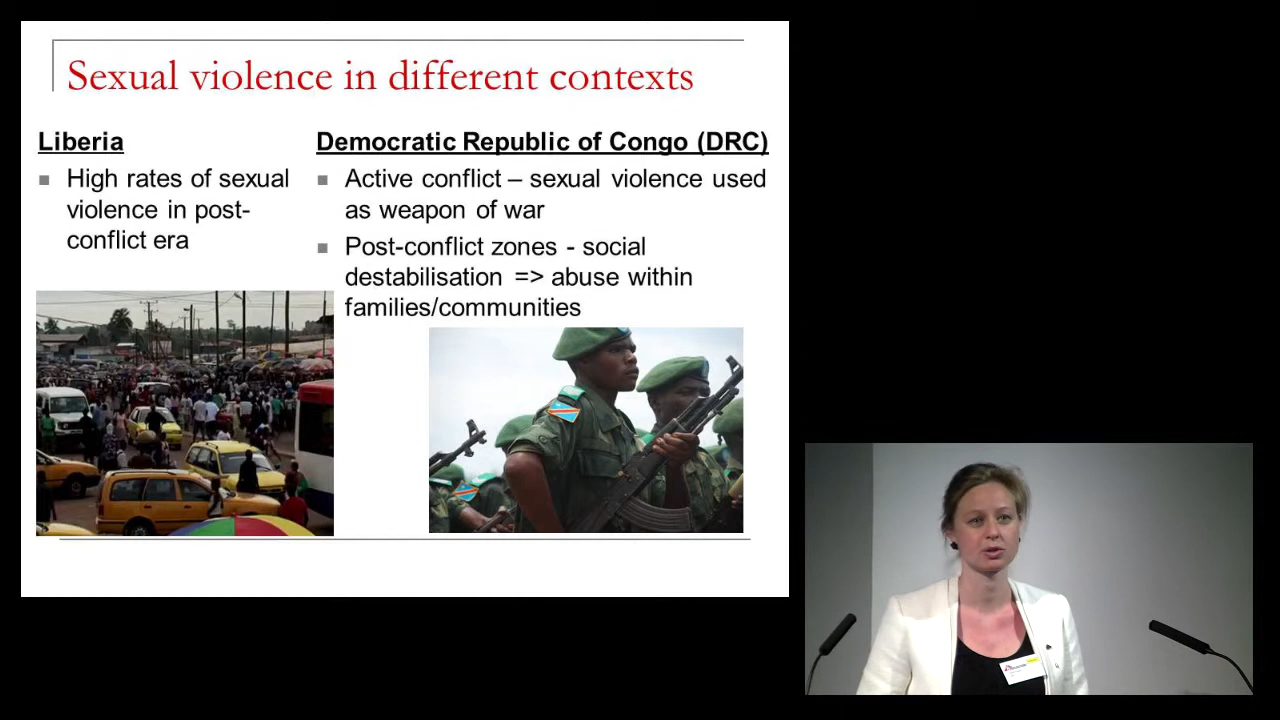 Sexual violence in different contexts
Liberia
High rates of sexual
violence in post-
conflict era
Democratic Republic of Congo (DRC)
Active conflict – sexual violence used
as weapon of war
Post-conflict zones - social
destabilisation => abuse within
families/communities